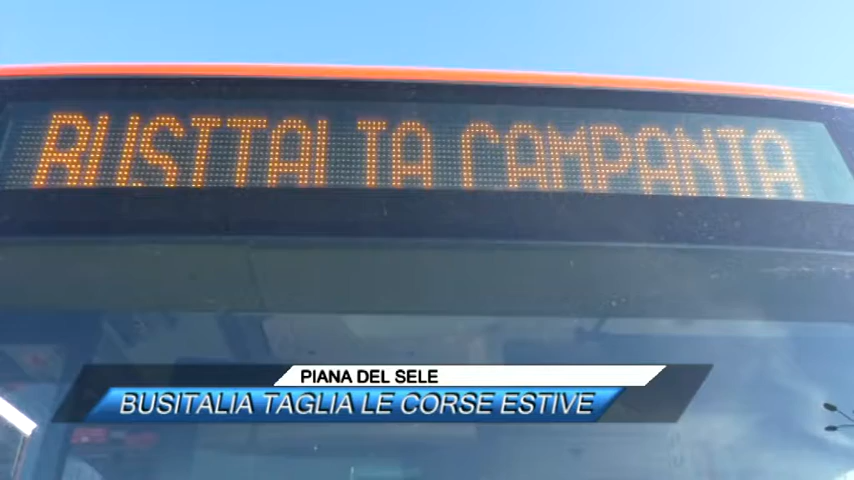 BUSITALIA CAMPANIA
PIANA DEL SELE
BUSITALIA TAGLIA LE CORSE ESTIVE